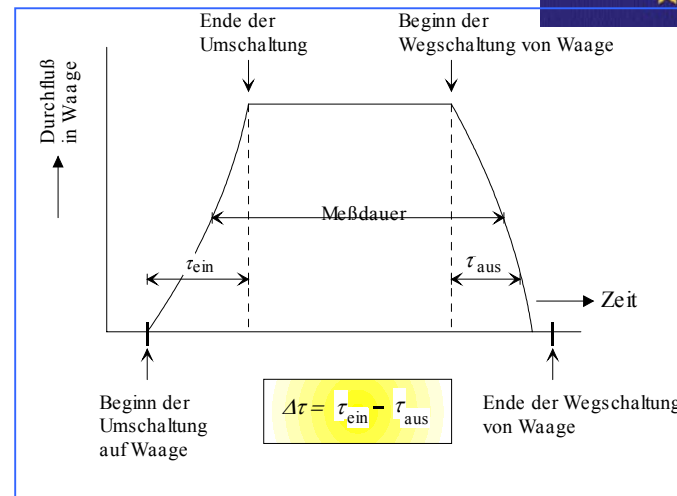 Ende der
Umschaltung
Beginn der
Wegschaltung von Waage
Durchfluß
in Waage
Meßdauer
τein
τaus
Zeit
Beginn der
Umschaltung
auf Waage
Δτ = τein − τaus
Ende der Wegschaltung
von Waage